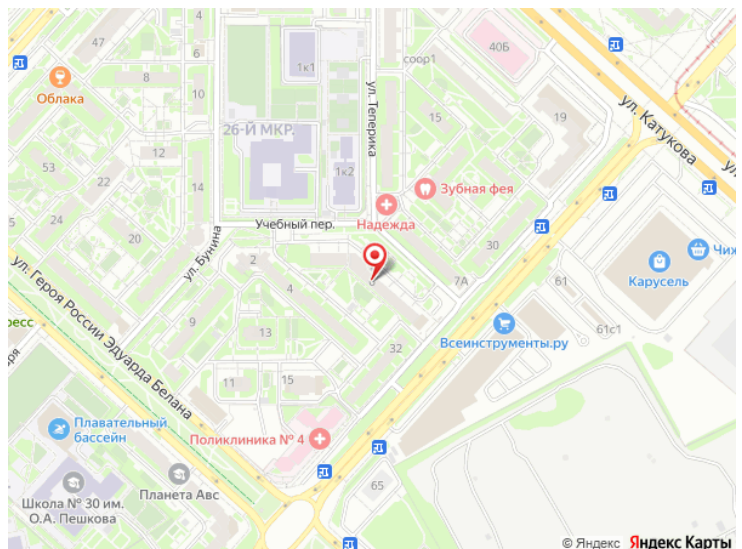 47
8
10
Облака
12
53
14
24
22
20
26-Й МКР.
1к1
1к2
соор1
15
40Б
19
ул. Теперика
ул. Катукова
ул.
Зубная фея
Надежда
Учебный пер.
ул. Бунина
30
2
4
6
7А
61
Карусель
Чиж
61с1
Всеинструменты.ру
ул. Героя России Эдуарда Белана
9
13
11
15
32
Поликлиника № 4
ресс
Плавательный
бассейн
Школа № 30 им.
О.А. Пешкова
Планета Авс
65
© Яндекс Яндекс Карты